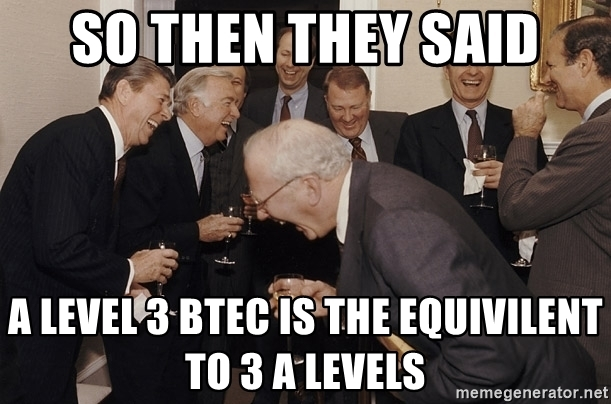 SO THEN THEY SAID
A LEVEL 3 BTEC IS THE EQUIVILENT
TO 3 A LEVELS
memegenerator.net